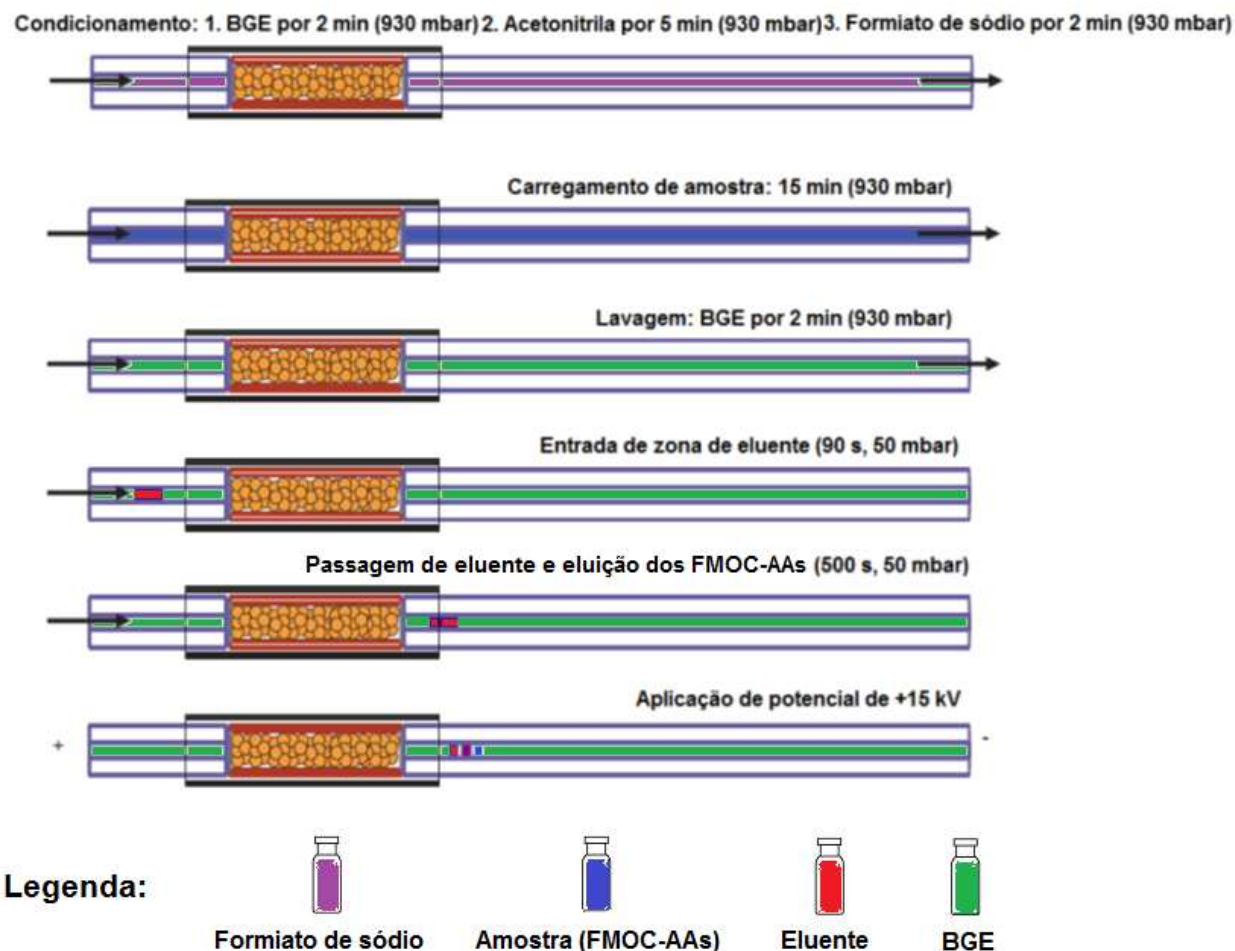 Condicionamento: 1. BGE por 2 min (930 mbar) 2. Acetonitrila por 5 min (930 mbar) 3. Formiato de sódio por 2 min (930 mbar)
Carregamento de amostra: 15 min (930 mbar)
Lavagem: BGE por 2 min (930 mbar)
Entrada de zona de eluente (90 s, 50 mbar)
Passagem de eluente e eluição dos FMOC-AAs (500 s, 50 mbar)
Aplicação de potencial de +15 kV
+ -
Legenda:
Formiato de sódio Amostra (FMOC-AAs) Eluente BGE